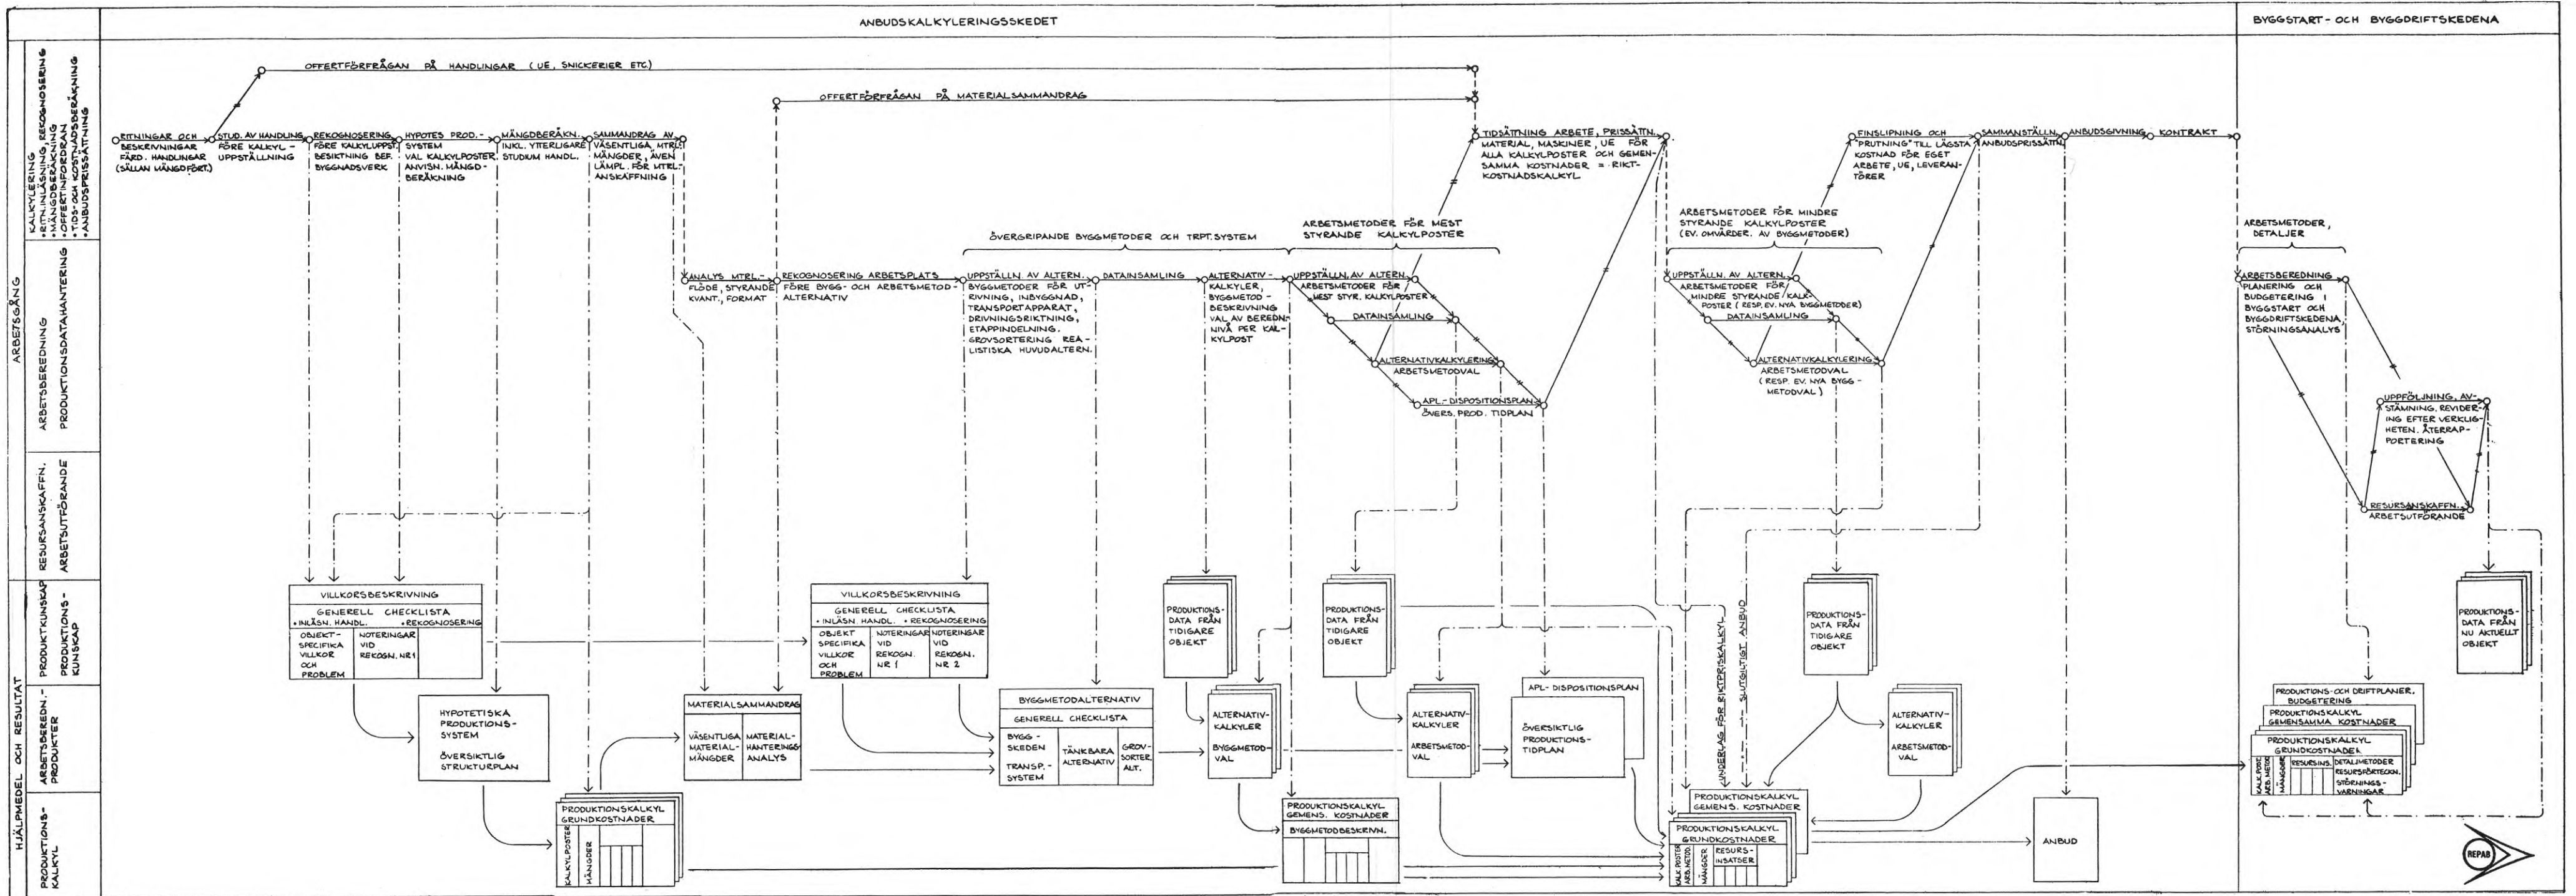 ANBUDSKALKYLERINGSSKEDET
BYGGSTART- OCH BYGGDRIFTSKEDENA
ARBETSGÅNG
KALKYLERING
• RITN.INLÄSNING, REKOGNOSERING
• MÄNGDBERÄKNING
• OFFERTINFORDRAN
• TIDS- OCH KOSTNADSBERÄKNING
• ANBUDSPRISSÄTTNING
ARBETSBEREDNING
PRODUKTIONSDATAHANTERING
RESURSANSKAFFN.
ARBETSUTFÖRANDE
HJÄLPMEDEL OCH RESULTAT
PRODUKTKUNSKAP
PRODUKTIONS-
KUNSKAP
ARBETSBEREDN.-
PRODUKTER
PRODUKTIONS-
KALKYL
OFFERTFÖRFRÅGAN PÅ HANDLINGAR (UE, SNICKERIER ETC)
OFFERTFÖRFRÅGAN PÅ MATERIALSAMMANDRAG
RITNINGAR OCH
BESKRIVNINGAR
FÄRD. HANDLINGAR
(SÄLLAN MÄNGDFÖRT.)
STUD. AV HANDLING
FÖRE KALKYL-
UPPSTÄLLNING
REKOGNOSERING
FÖRE KALKYLUPPST.
BESIKTNING BEF.
BYGGNADSVERK
HYPOTES PROD.-
SYSTEM
VAL KALKYLPOSTER
ANVISN. MÄNGD-
BERÄKNING
MÄNGDBERÄKN.
INKL. YTTERLIGARE
STUDIUM HANDL.
SAMMANDRAG AV
VÄSENTLIGA MTRL.
MÄNGDER, ÄVEN
LÄMPL. FÖR MTRL.-
ANSKAFFNING
TIDSÄTTNING ARBETE, PRISSÄTTN.
MATERIAL, MASKINER, UE FÖR
ALLA KALKYLPOSTER OCH GEMEN-
SAMMA KOSTNADER = RIKT-
KOSTNADSKALKYL
FINSLIPNING OCH
"PRUTNING" TILL LÄGSTA
KOSTNAD FÖR EGET
ARBETE, UE, LEVERAN-
TÖRER
SAMMANSTÄLLN.
ANBUDSPRISSÄTTN.
ANBUDSGIVNING
KONTRAKT
ÖVERGRIPANDE BYGGMETODER OCH TRPT. SYSTEM
ARBETSMETODER FÖR MEST
STYRANDE KALKYLPOSTER
ARBETSMETODER FÖR MINDRE
STYRANDE KALKYLPOSTER
(EV. OMVÄRDER. AV BYGGMETODER)
ARBETSMETODER,
DETALJER
ANALYS MTRL.-
FLÖDE, STYRANDE
KVANT., FORMAT
REKOGNOSERING ARBETSPLATS
FÖRE BYGG- OCH ARBETSMETOD-
ALTERNATIV
UPPSTÄLLN. AV ALTERN.
BYGGMETODER FÖR UT-
RIVNING, INBYGGNAD,
TRANSPORTAPPARAT,
DRIVNINGSRIKTNING,
ETAPPINDELNING.
GROVSORTERING REA-
LISTISKA HUVUDALTERN.
DATAINSAMLING
ALTERNATIV-
KALKYLER,
BYGGMETOD-
BESKRIVNING
VAL AV BEREDN.-
NIVÅ PER KAL-
KYLPOST
UPPSTÄLLN. AV ALTERN.
ARBETSMETODER FÖR
MEST STYR. KALKYLPOSTER
DATAINSAMLING
ALTERNATIVKALKYLERING
ARBETSMETODVAL
APL.-DISPOSITIONSPLAN
ÖVERS. PROD. TIDPLAN
UPPSTÄLLN. AV ALTERN.
ARBETSMETODER FÖR
MINDRE STYRANDE KALK-
POSTER (RESP. EV. NYA BYGGMETODER)
DATAINSAMLING
ALTERNATIVKALKYLERING
ARBETSMETODVAL
(RESP. EV. NYA BYGG-
METODVAL)
ARBETSBEREDNING
PLANERING OCH
BUDGETERING I
BYGGSTART OCH
BYGGDRIFTSKEDENA,
STÖRNINGSANALYS
UPPFÖLJNING, AV-
STÄMNING, REVIDER-
ING EFTER VERKLIG-
HETEN. ÅTERRAP-
PORTERING
RESURSANSKAFFN.
ARBETSUTFÖRANDE
VILLKORSBESKRIVNING
GENERELL CHECKLISTA
• INLÄSN. HANDL. • REKOGNOSERING
OBJEKT-
SPECIFIKA
VILLKOR
OCH
PROBLEM
NOTERINGAR
VID
REKOGN. NR 1
VILLKORSBESKRIVNING
GENERELL CHECKLISTA
• INLÄSN. HANDL. • REKOGNOSERING
OBJEKT
SPECIFIKA
VILLKOR
OCH
PROBLEM
NOTERINGAR
VID
REKOGN.
NR 1
NOTERINGAR
VID
REKOGN.
NR 2
PRODUKTIONS-
DATA FRÅN
TIDIGARE
OBJEKT
PRODUKTIONS-
DATA FRÅN
TIDIGARE
OBJEKT
PRODUKTIONS-
DATA FRÅN
TIDIGARE
OBJEKT
PRODUKTIONS-
DATA FRÅN
NU AKTUELLT
OBJEKT
UNDERLAG FÖR RIKTPRISKALKYL
SLUTGILTIGT ANBUD
HYPOTETISKA
PRODUKTIONS-
SYSTEM
ÖVERSIKTLIG
STRUKTURPLAN
MATERIALSAMMANDRAG
VÄSENTLIGA
MATERIAL-
MÄNGDER
MATERIAL-
HANTERINGS-
ANALYS
BYGGMETODALTERNATIV
GENERELL CHECKLISTA
BYGG-
SKEDEN
TRANSP.-
SYSTEM
TÄNKBARA
ALTERNATIV
GROV-
SORTER.
ALT.
ALTERNATIV-
KALKYLER
BYGGMETOD-
VAL
ALTERNATIV-
KALKYLER
ARBETSMETOD-
VAL
APL- DISPOSITIONSPLAN
ÖVERSIKTLIG
PRODUKTIONS-
TIDPLAN
ALTERNATIV-
KALKYLER
ARBETSMETOD-
VAL
PRODUKTIONS- OCH DRIFTPLANER,
BUDGETERING
PRODUKTIONSKALKYL
GEMENSAMMA KOSTNADER
PRODUKTIONSKALKYL
GRUNDKOSTNADER
KALK.POST.
ARB.METOD
MÄNGDER
RESURSINS.
DETALJMETODER
RESURSFÖRTECKN.
STÖRNINGS-
VARNINGAR
PRODUKTIONSKALKYL
GRUNDKOSTNADER
KALKYLPOSTER
MÄNGDER
PRODUKTIONSKALKYL
GEMENS. KOSTNADER
BYGGMETODBESKRIVN.
PRODUKTIONSKALKYL
GEMENS. KOSTNADER
PRODUKTIONSKALKYL
GRUNDKOSTNADER
KALK.POSTER
ARB.METOD.
MÄNGDER
RESURS-
INSATSER
ANBUD
REPAB